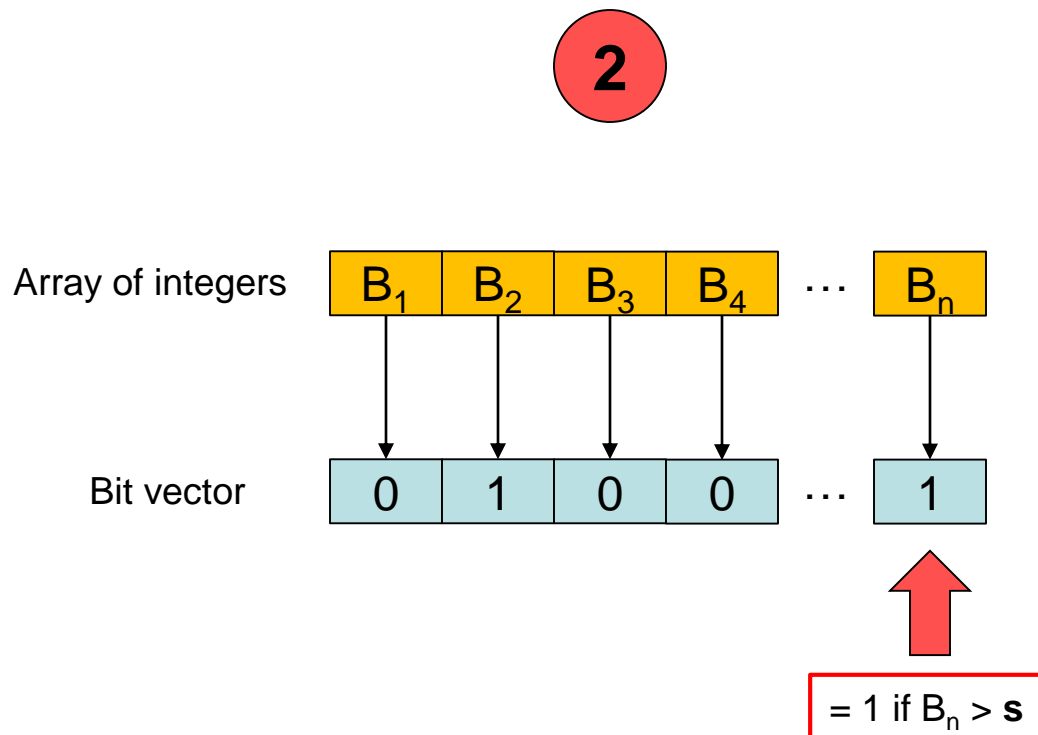 2
Array of integers B₁ B₂ B₃ B₄ … Bₙ
Bit vector 0 1 0 0 … 1
= 1 if Bₙ > s